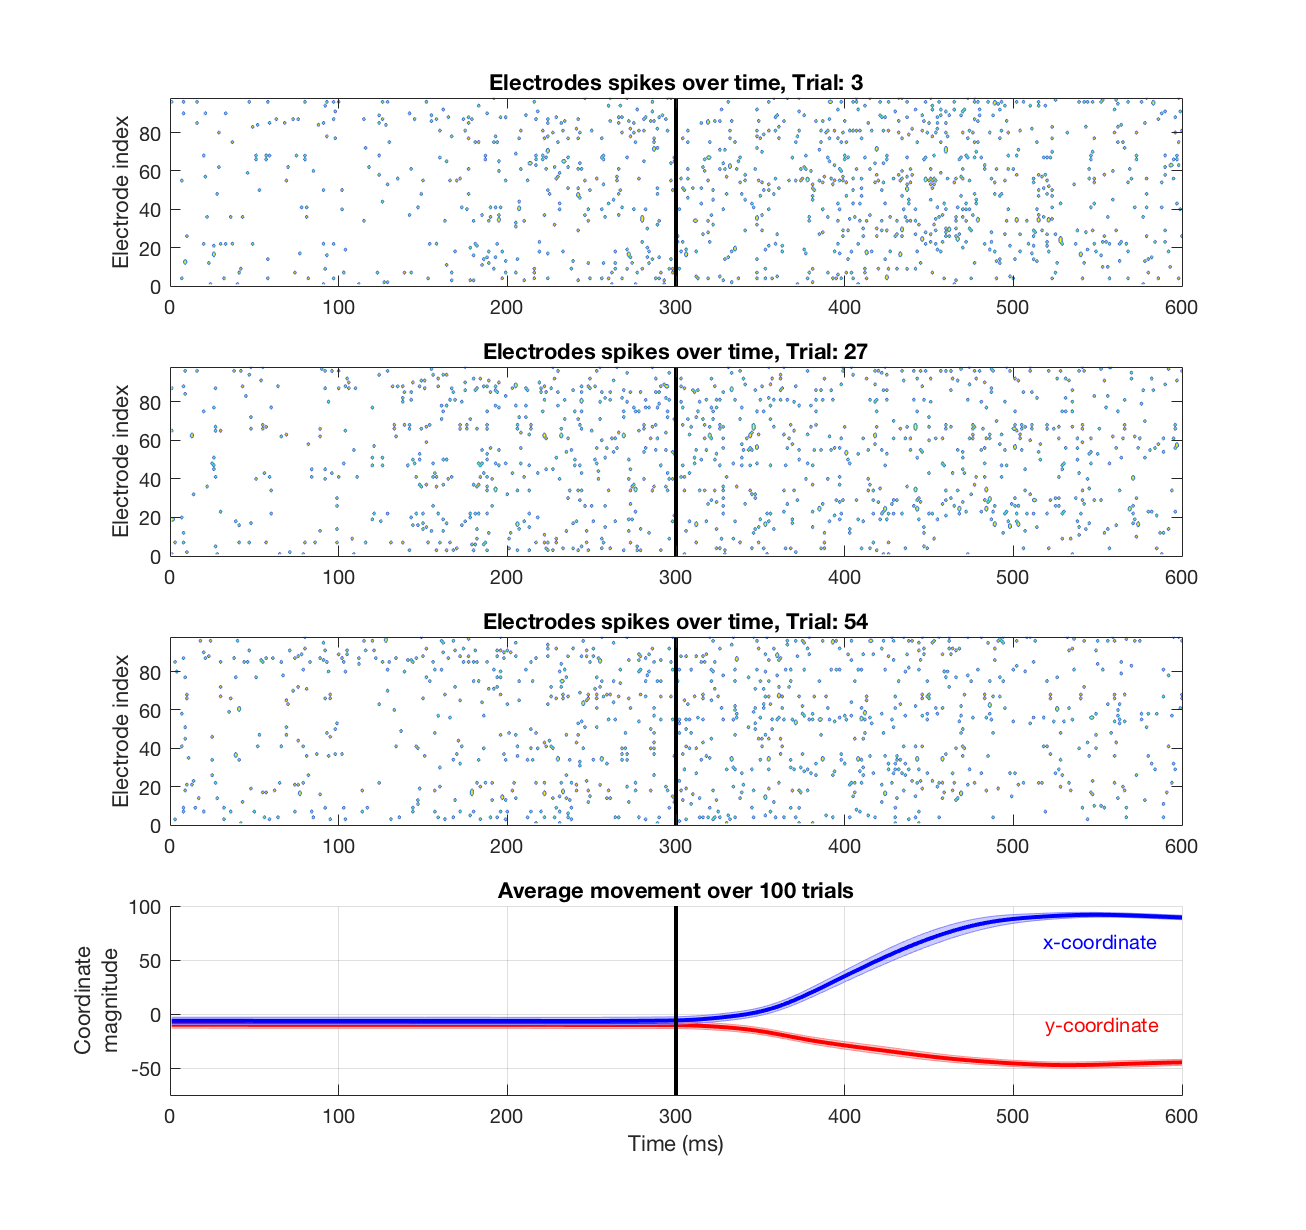 Electrodes spikes over time, Trial: 3
Electrode index
80
60
40
20
0
0 100 200 300 400 500 600
Electrodes spikes over time, Trial: 27
Electrode index
80
60
40
20
0
0 100 200 300 400 500 600
Electrodes spikes over time, Trial: 54
Electrode index
80
60
40
20
0
0 100 200 300 400 500 600
Average movement over 100 trials
Coordinate
magnitude
100
50
0
-50
x-coordinate
y-coordinate
0 100 200 300 400 500 600
Time (ms)